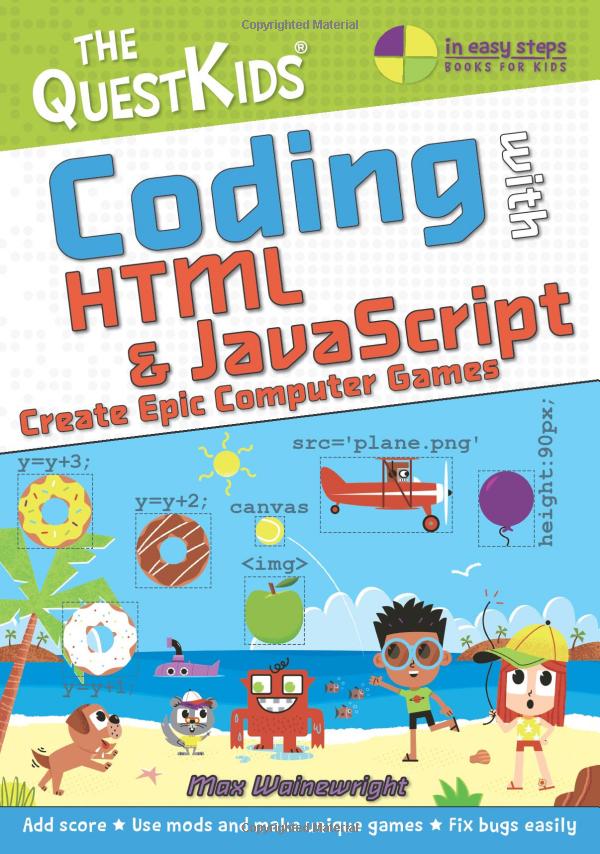 Copyrighted Material
THE
QUESTKIDS®
in easy steps
BOOKS FOR KIDS
Coding
with
HTML
& JavaScript
Create Epic Computer Games
src='plane.png'
y=y+3;
height:90px;
y=y+2;
canvas
<img>
y=y+1;
Max Wainewright
Add score ★ Use mods and make unique games ★ Fix bugs easily
Copyrighted Material